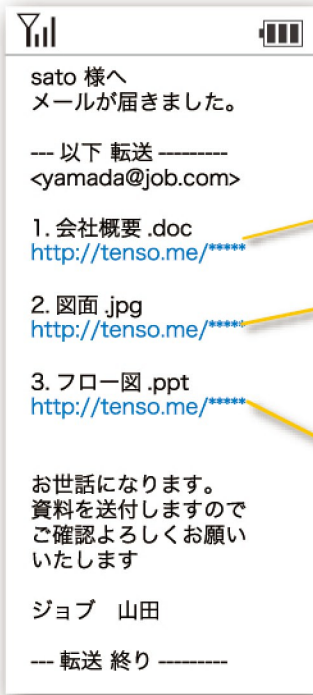 sato 様へ
メールが届きました。
--- 以下 転送 ---------
<yamada@job.com>
1. 会社概要 .doc
http://tenso.me/*****
2. 図面 .jpg
http://tenso.me/*****
3. フロー図 .ppt
http://tenso.me/*****
お世話になります。
資料を送付しますので
ご確認よろしくお願い
いたします
ジョブ　山田
--- 転送 終り ---------